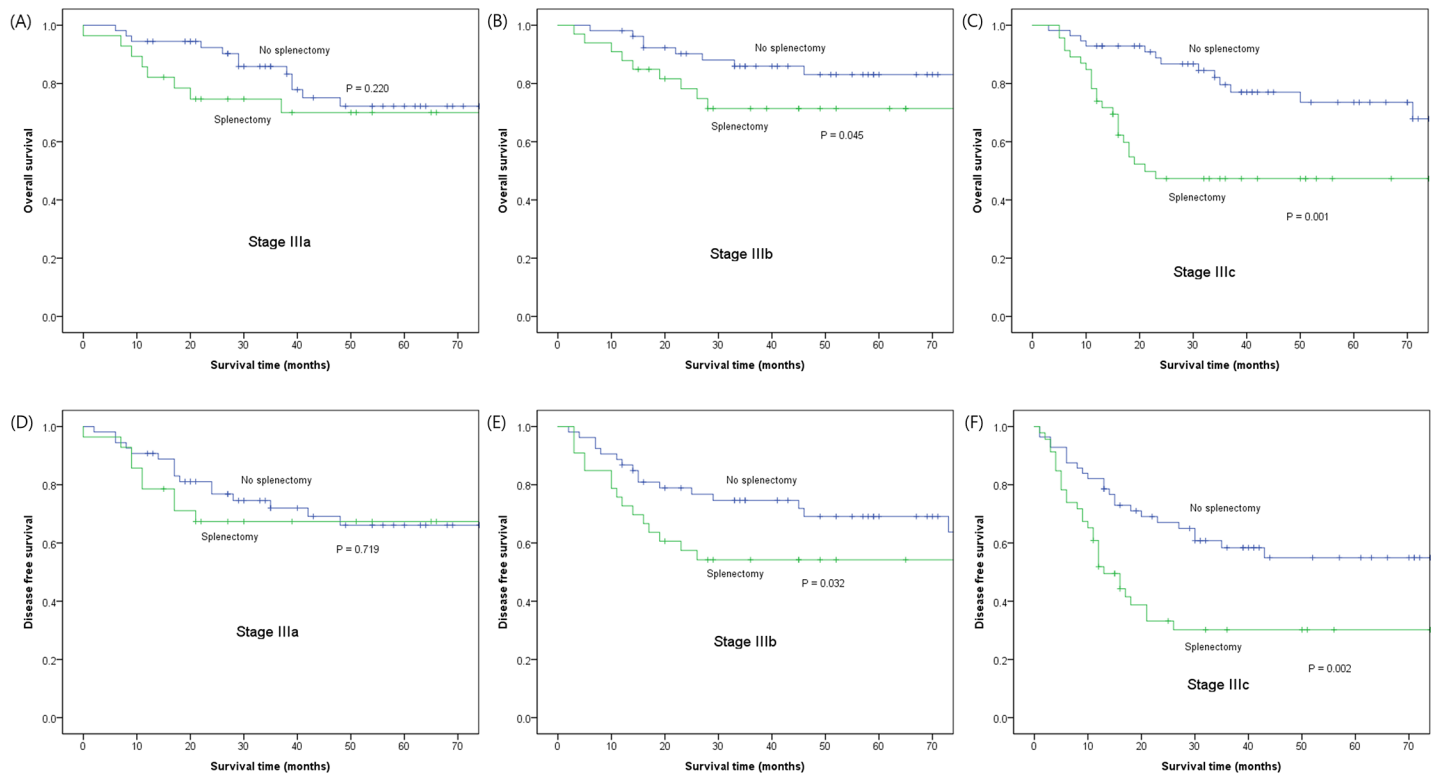 (A)
1.0
0.8
0.6
0.4
0.2
0.0
Overall survival
No splenectomy
P = 0.220
Splenectomy
Stage IIIa
0 10 20 30 40 50 60 70
Survival time (months)
(B)
1.0
0.8
0.6
0.4
0.2
0.0
Overall survival
No splenectomy
Splenectomy
P = 0.045
Stage IIIb
0 10 20 30 40 50 60 70
Survival time (months)
(C)
1.0
0.8
0.6
0.4
0.2
0.0
Overall survival
No splenectomy
Splenectomy
P = 0.001
Stage IIIc
0 10 20 30 40 50 60 70
Survival time (months)
(D)
1.0
0.8
0.6
0.4
0.2
0.0
Disease free survival
No splenectomy
Splenectomy
P = 0.719
Stage IIIa
0 10 20 30 40 50 60 70
Survival time (months)
(E)
1.0
0.8
0.6
0.4
0.2
0.0
Disease free survival
No splenectomy
Splenectomy
P = 0.032
Stage IIIb
0 10 20 30 40 50 60 70
Survival time (months)
(F)
1.0
0.8
0.6
0.4
0.2
0.0
Disease free survival
No splenectomy
Splenectomy
P = 0.002
Stage IIIc
0 10 20 30 40 50 60 70
Survival time (months)